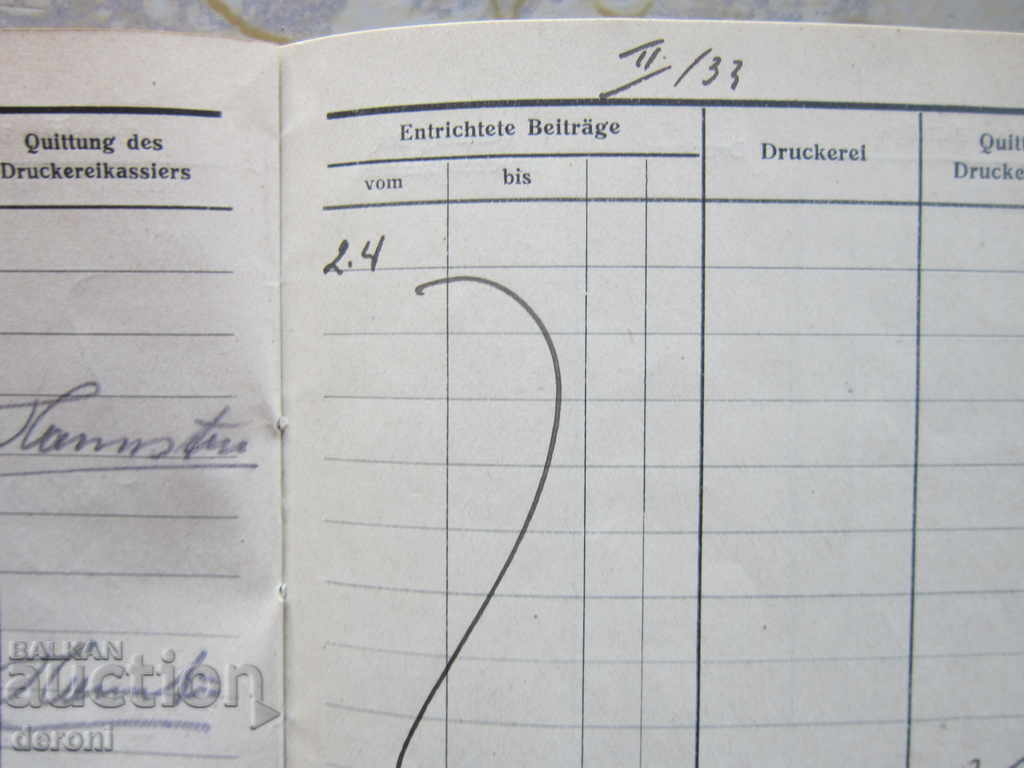 Quittung des
Druckereikassiers
II./33
Entrichtete Beiträge
vom
bis
Druckerei
Quitt
Drucke
2.4
BALKAN
auction
deroni